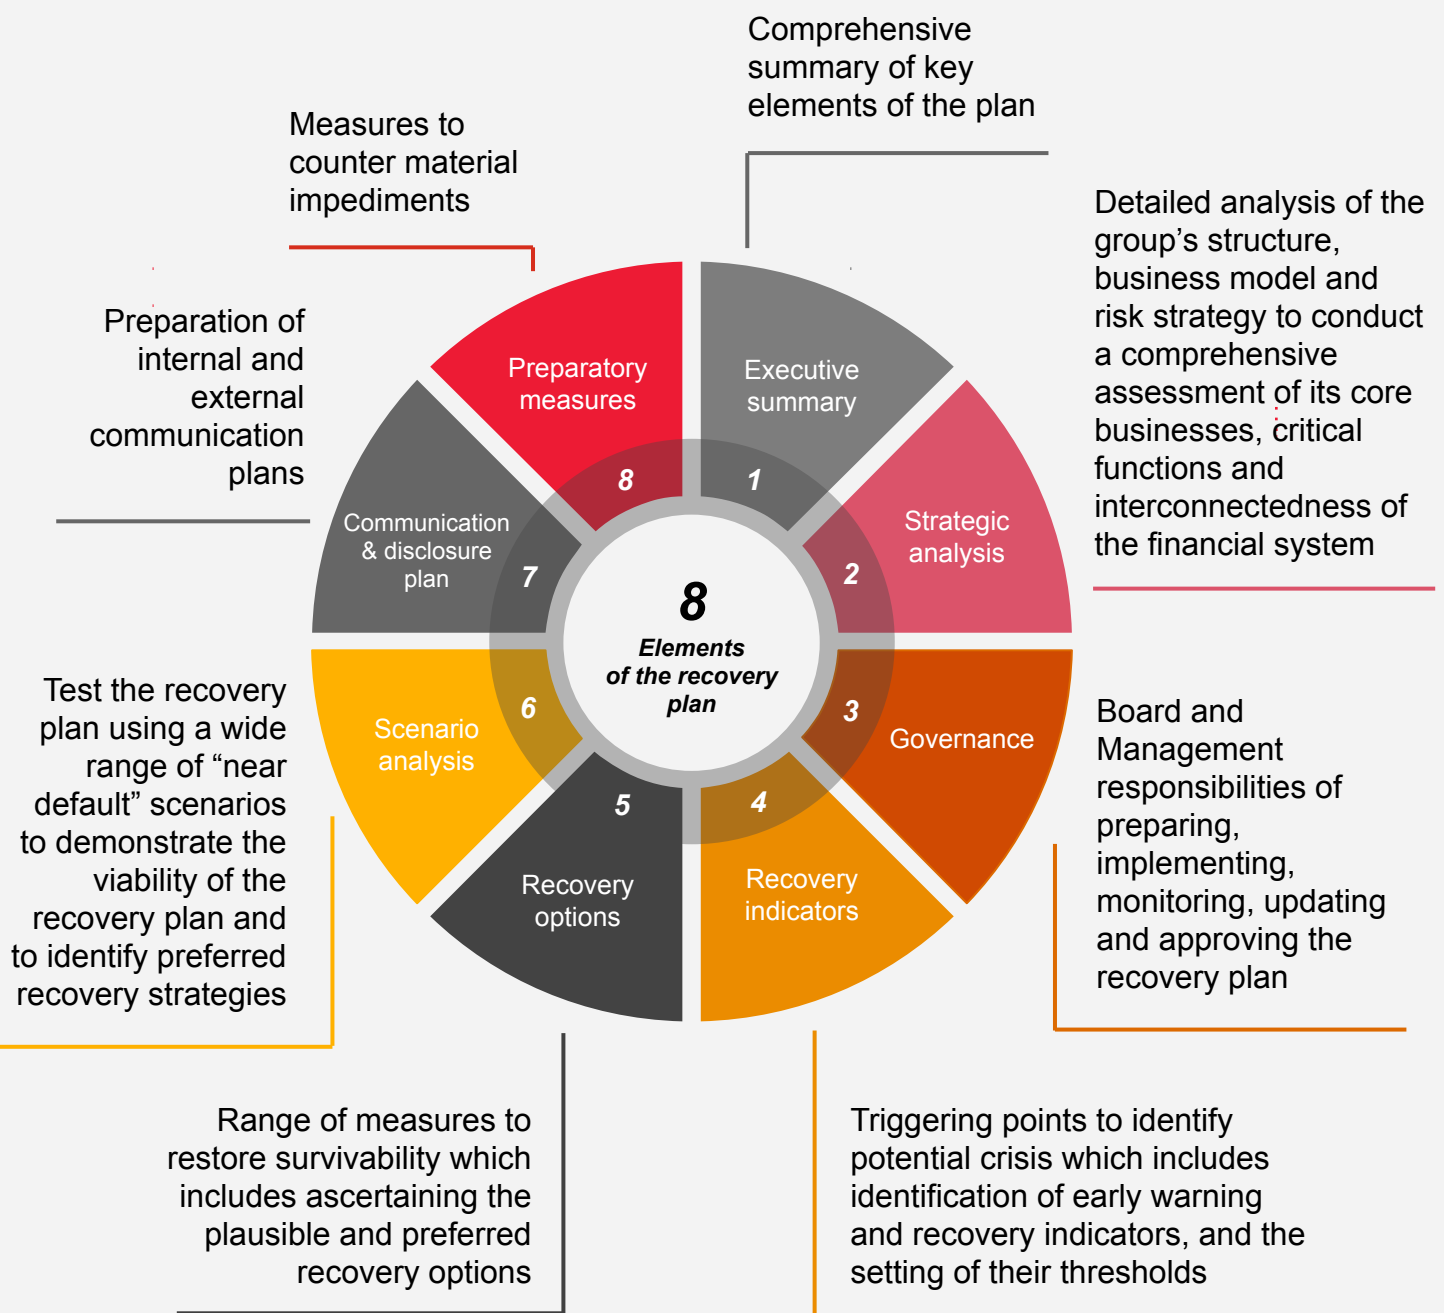 Comprehensive
summary of key
elements of the plan
Measures to
counter material
impediments
Detailed analysis of the
group’s structure,
business model and
risk strategy to conduct
a comprehensive
assessment of its core
businesses, critical
functions and
interconnectedness of
the financial system
Preparation of
internal and
external
communication
plans
Preparatory
measures
8
Executive
summary
1
Strategic
analysis
2
Communication
& disclosure
plan
7
8
Elements
of the recovery
plan
Governance
3
Scenario
analysis
6
Recovery
options
5
Recovery
indicators
4
Test the recovery
plan using a wide
range of “near
default” scenarios
to demonstrate the
viability of the
recovery plan and
to identify preferred
recovery strategies
Board and
Management
responsibilities of
preparing,
implementing,
monitoring, updating
and approving the
recovery plan
Range of measures to
restore survivability which
includes ascertaining the
plausible and preferred
recovery options
Triggering points to identify
potential crisis which includes
identification of early warning
and recovery indicators, and the
setting of their thresholds